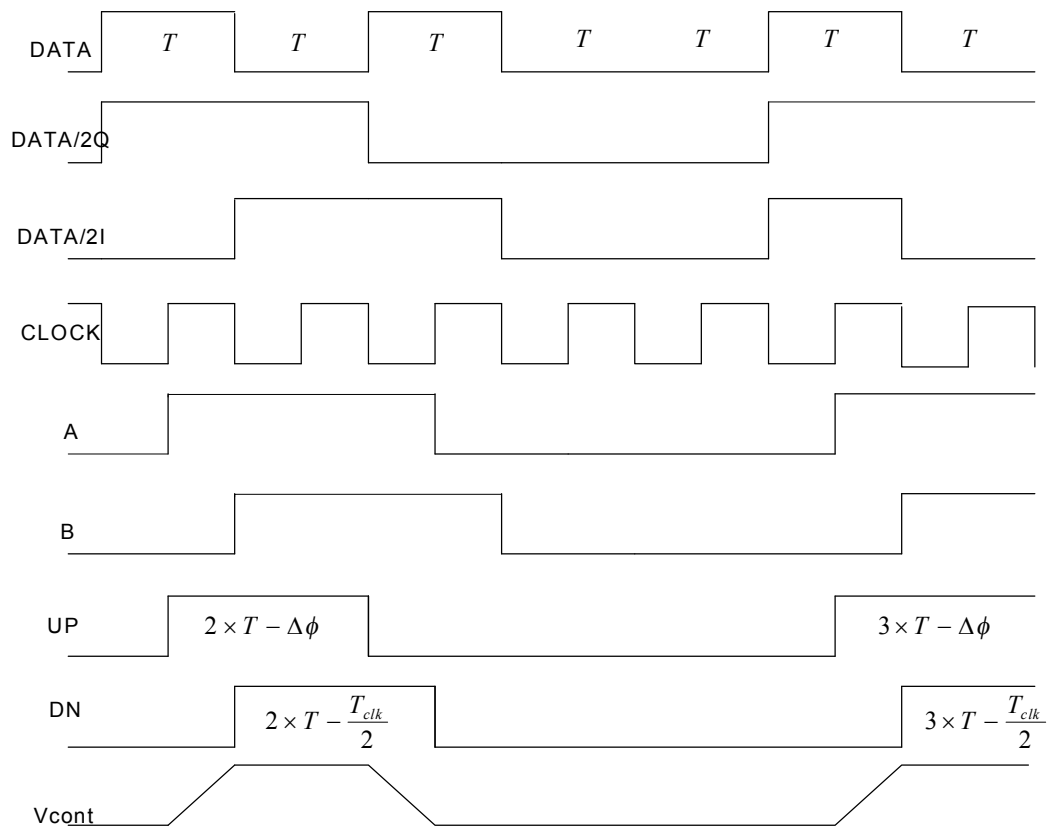 DATA T T T T T T T
DATA/2Q
DATA/2I
CLOCK
A
B
UP 2 × T − Δϕ 3 × T − Δϕ
DN 2 × T − T_clk/2 3 × T − T_clk/2
Vcont